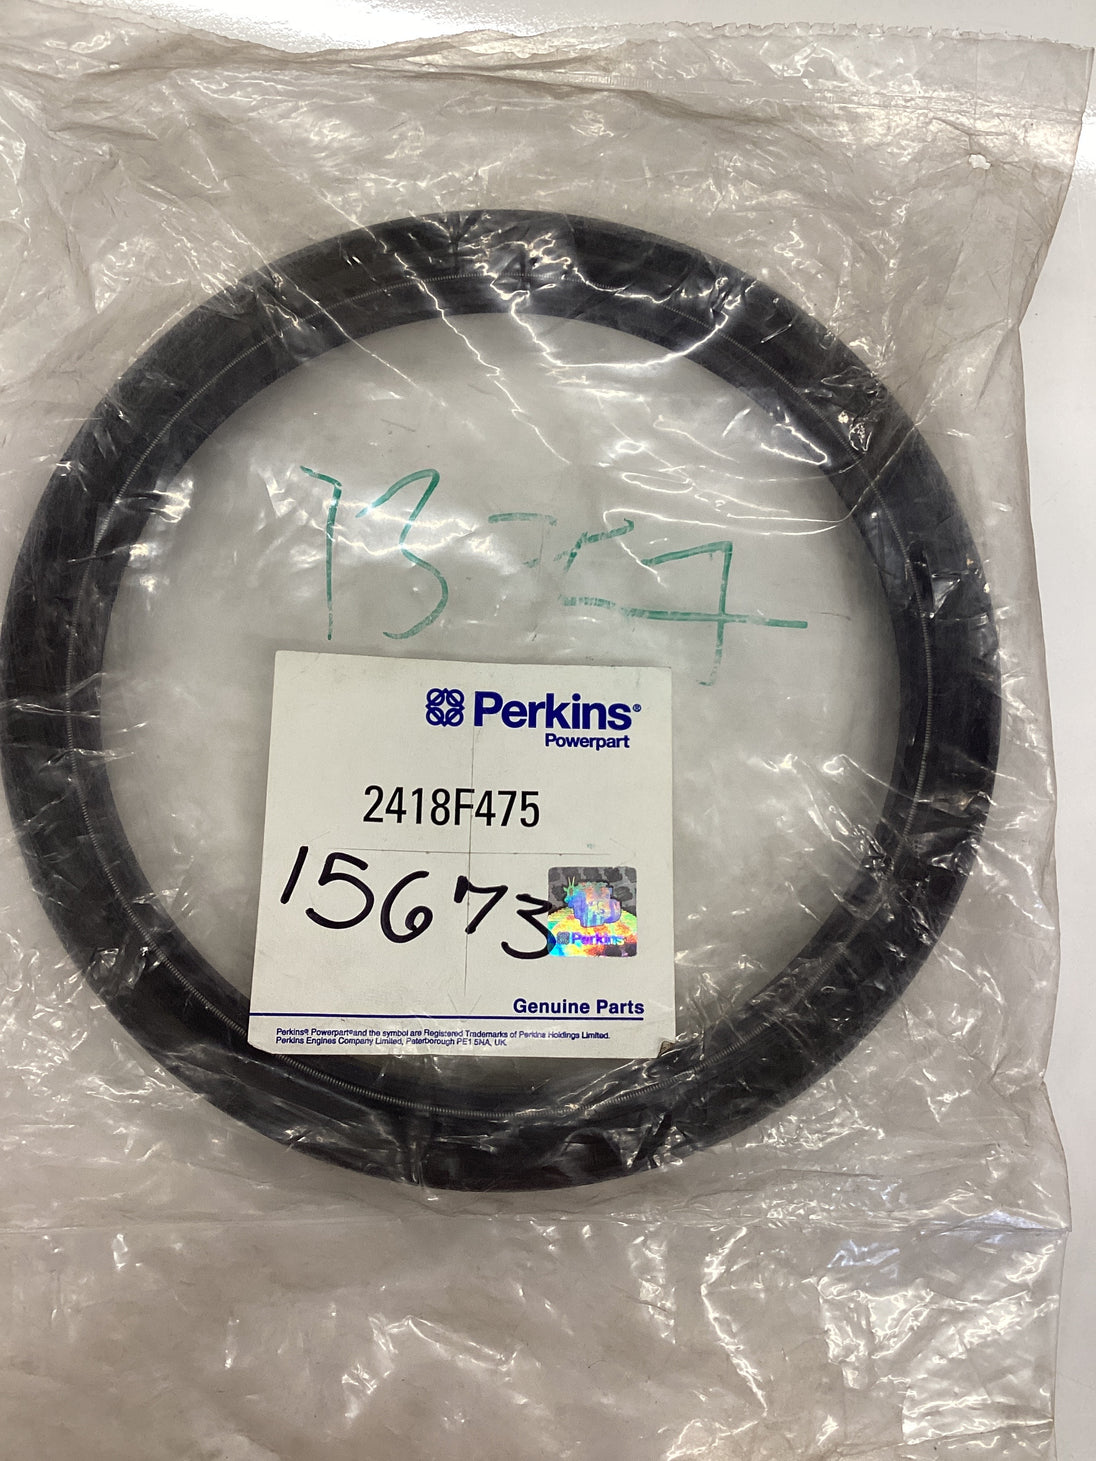 Perkins®
Powerpart
2418F475
15673
Perkins
Genuine Parts
Perkins® Powerpart® and the symbol are Registered Trademarks of Perkins Holdings Limited.
Perkins Engines Company Limited, Peterborough PE1 5NA, UK.